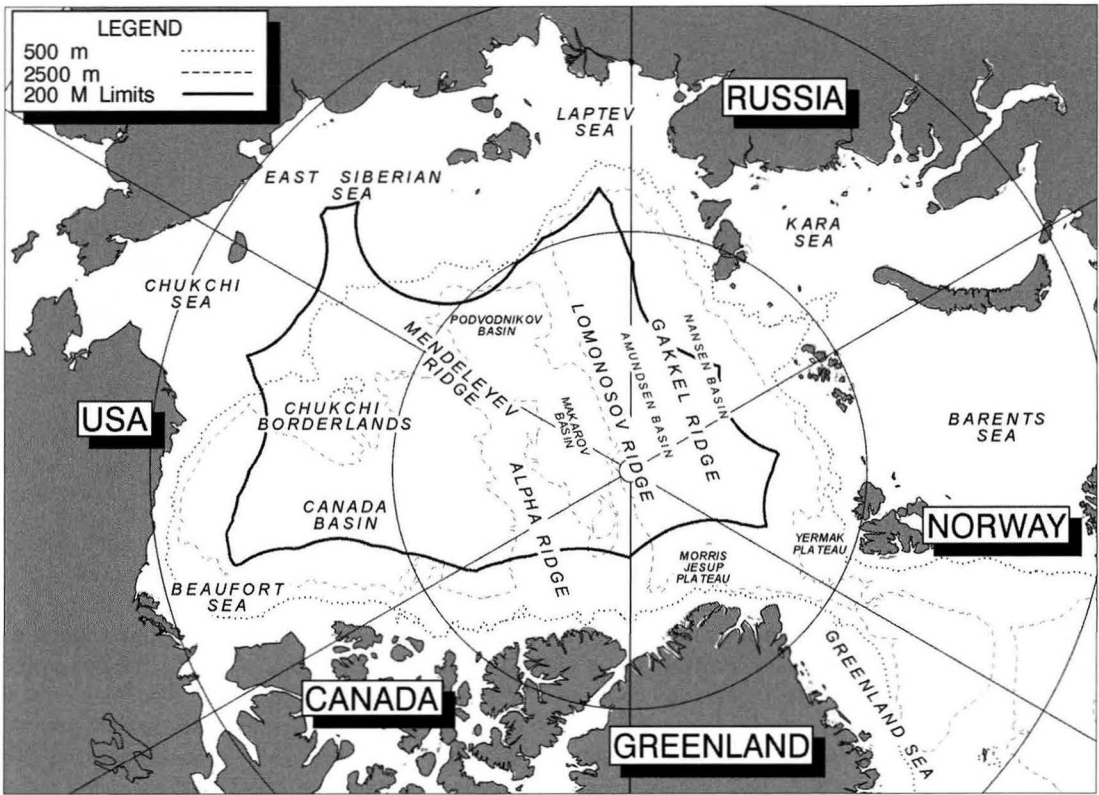 LEGEND
500 m
2500 m
200 M Limits
RUSSIA
LAPTEV
SEA
EAST SIBERIAN
SEA
KARA
SEA
CHUKCHI
SEA
PODVODNIKOV
BASIN
MENDELEYEV
RIDGE
LOMONOSOV RIDGE
GAKKEL RIDGE
NANSEN BASIN
AMUNDSEN BASIN
MAKAROV
BASIN
USA
CHUKCHI
BORDERLANDS
BARENTS
SEA
ALPHA RIDGE
CANADA
BASIN
NORWAY
YERMAK
PLATEAU
MORRIS
JESUP
PLATEAU
BEAUFORT
SEA
GREENLAND SEA
CANADA
GREENLAND